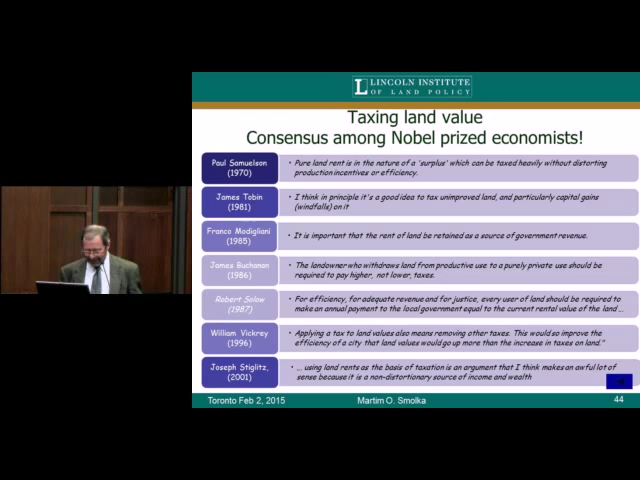 LINCOLN INSTITUTE
OF LAND POLICY
Taxing land value
Consensus among Nobel prized economists!
Paul Samuelson
(1970)
• Pure land rent is in the nature of a 'surplus' which can be taxed heavily without distorting
production incentives or efficiency.
James Tobin
(1981)
• I think in principle it's a good idea to tax unimproved land, and particularly capital gains
(windfalls) on it
Franco Modigliani
(1985)
• It is important that the rent of land be retained as a source of government revenue.
James Buchanan
(1986)
• The landowner who withdraws land from productive use to a purely private use should be
required to pay higher, not lower, taxes.
Robert Solow
(1987)
• For efficiency, for adequate revenue and for justice, every user of land should be required to
make an annual payment to the local government equal to the current rental value of the land ...
William Vickrey
(1996)
• Applying a tax to land values also means removing other taxes. This would so improve the
efficiency of a city that land values would go up more than the increase in taxes on land."
Joseph Stiglitz,
(2001)
• ... using land rents as the basis of taxation is an argument that I think makes an awful lot of
sense because it is a non-distortionary source of income and wealth
Toronto Feb 2, 2015
Martim O. Smolka
44